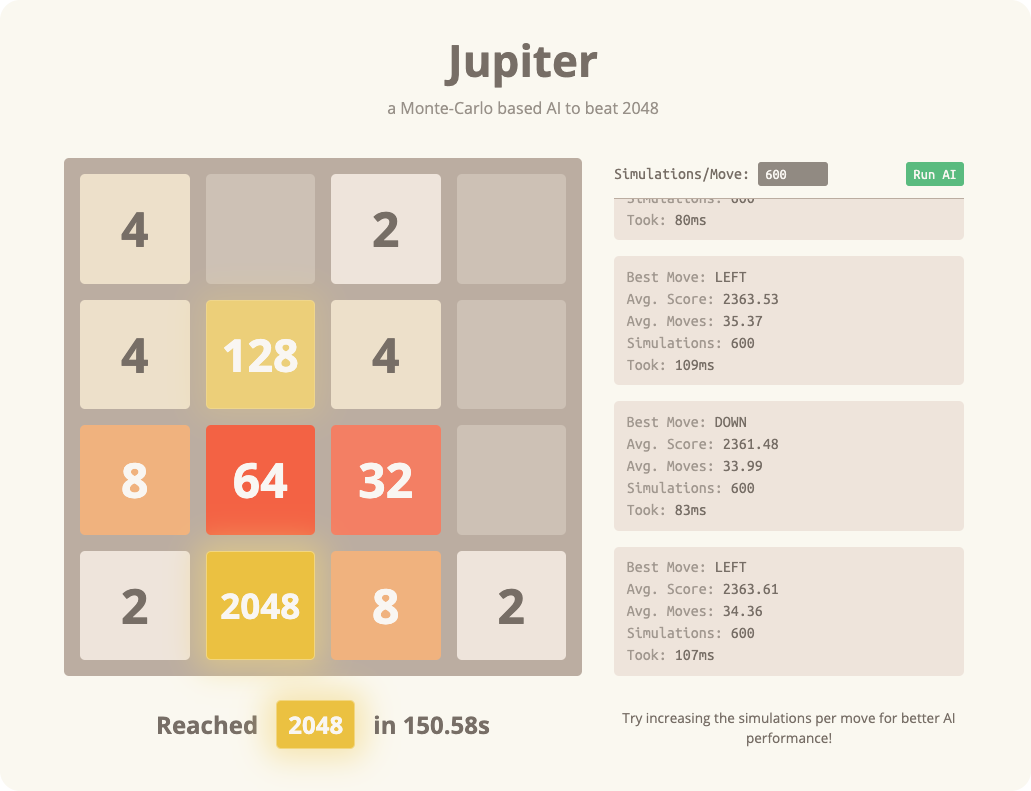 Jupiter
a Monte-Carlo based AI to beat 2048
4 2
4 128 4
8 64 32
2 2048 8 2
Reached 2048 in 150.58s
Simulations/Move: 600 Run AI
Simulations: 600
Took: 80ms
Best Move: LEFT
Avg. Score: 2363.53
Avg. Moves: 35.37
Simulations: 600
Took: 109ms
Best Move: DOWN
Avg. Score: 2361.48
Avg. Moves: 33.99
Simulations: 600
Took: 83ms
Best Move: LEFT
Avg. Score: 2363.61
Avg. Moves: 34.36
Simulations: 600
Took: 107ms
Try increasing the simulations per move for better AI
performance!